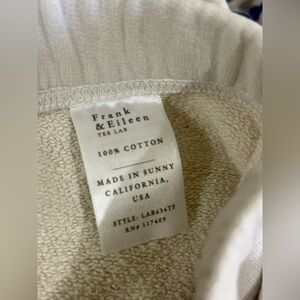 Frank
& Eileen
TEE LAB
100% COTTON
MADE IN SUNNY
CALIFORNIA,
USA
STYLE: LAB634TF
RN# 117405